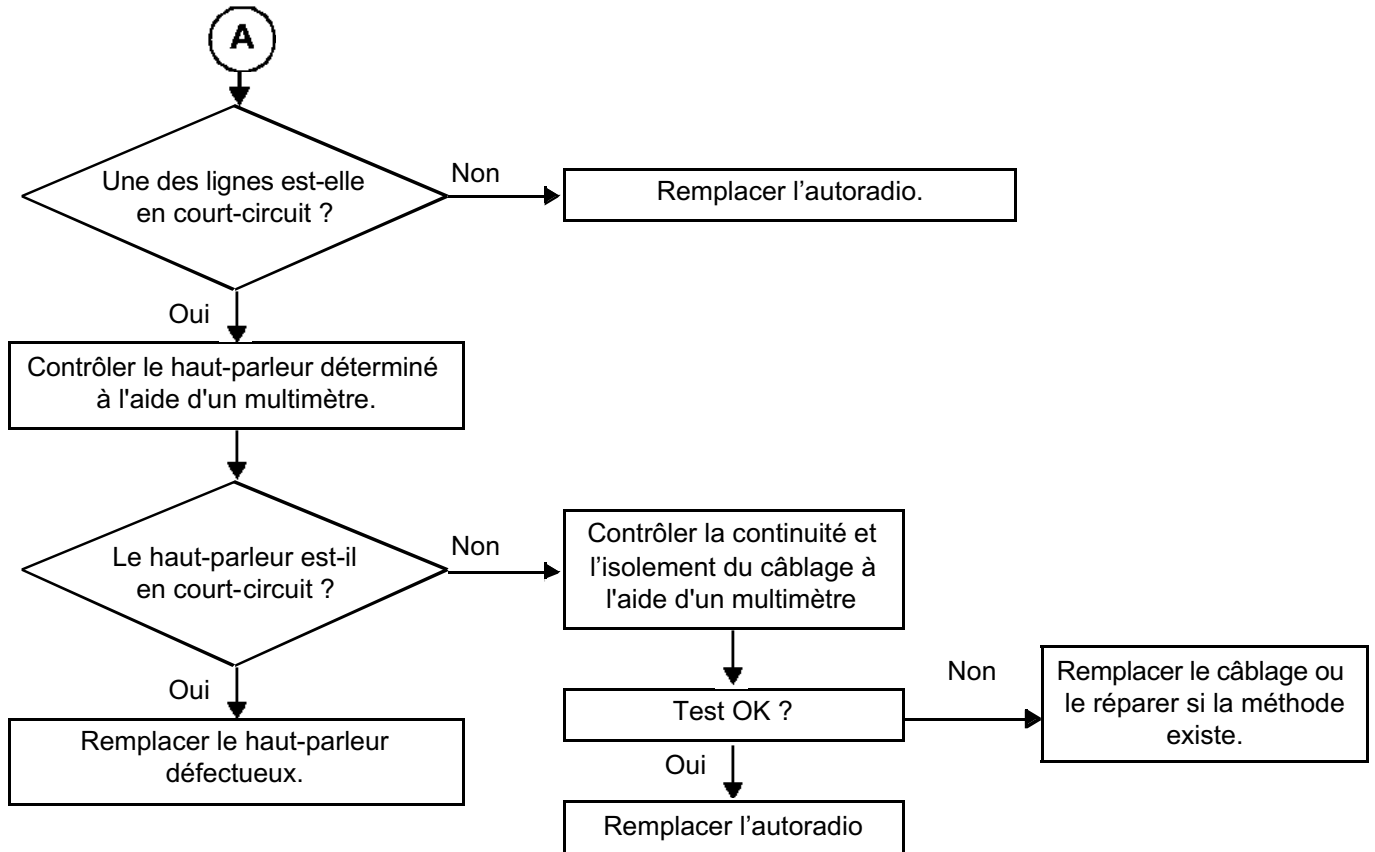 A
Une des lignes est-elle
en court-circuit ?
Non
Remplacer l’autoradio.
Oui
Contrôler le haut-parleur déterminé
à l'aide d'un multimètre.
Le haut-parleur est-il
en court-circuit ?
Non
Contrôler la continuité et
l’isolement du câblage à
l'aide d'un multimètre
Oui
Remplacer le haut-parleur
défectueux.
Test OK ?
Non
Remplacer le câblage ou
le réparer si la méthode
existe.
Oui
Remplacer l’autoradio